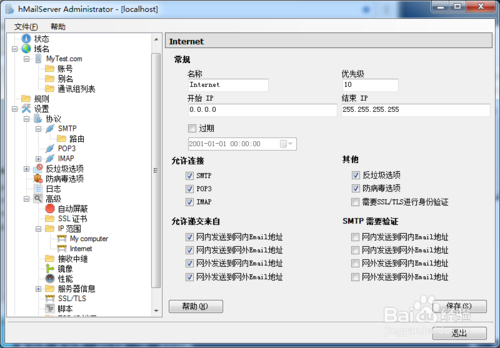 hMailServer Administrator - [localhost]
文件(F) 帮助
状态
域名
MyTest.com
账号
别名
通讯组列表
规则
设置
协议
SMTP
路由
POP3
IMAP
反垃圾选项
防病毒选项
日志
高级
自动屏蔽
SSL 证书
IP 范围
My computer
Internet
接收中继
镜像
性能
服务器信息
SSL/TLS
脚本
Internet
常规
名称 优先级
Internet 10
开始 IP 结束 IP
0.0.0.0 255.255.255.255
过期
2001-01-01 00:00:00
允许连接 其他
SMTP 反垃圾选项
POP3 防病毒选项
IMAP 需要SSL/TLS进行身份验证
允许递交来自 SMTP 需要验证
网内发送到网内Email地址 网内发送到网内Email地址
网内发送到网外Email地址 网内发送到网外Email地址
网外发送到网内Email地址 网外发送到网内Email地址
网外发送到网外Email地址 网外发送到网外Email地址
帮助(H) 保存(S)
退出
Baidu 经验
jingyan.baidu.com